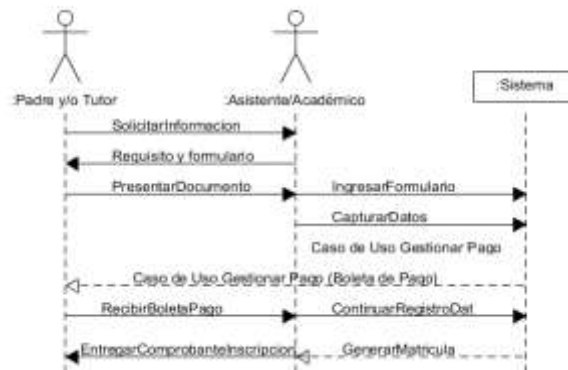 :Padre y/o Tutor
:Asistente/Académico
:Sistema
SolicitarInformacion
Requisito y formulario
PresentarDocumento
IngresarFormulario
CapturarDatos
Caso de Uso Gestionar Pago
Caso de Uso Gestionar Pago (Boleta de Pago)
RecibirBoletaPago
ContinuarRegistroDat
EntregarComprobanteInscripcion
GenerarMatricula